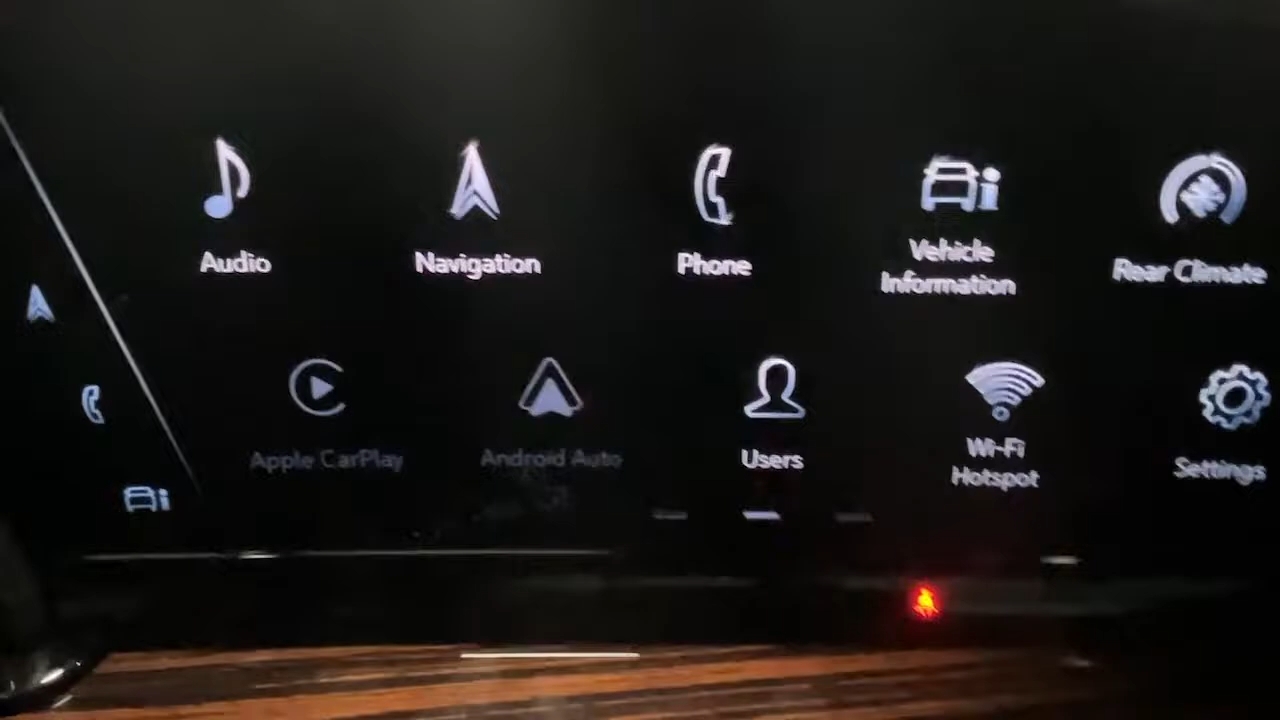 Audio
Navigation
Phone
Vehicle
Information
Rear Climate
Apple CarPlay
Android Auto
Users
Wi-Fi
Hotspot
Settings